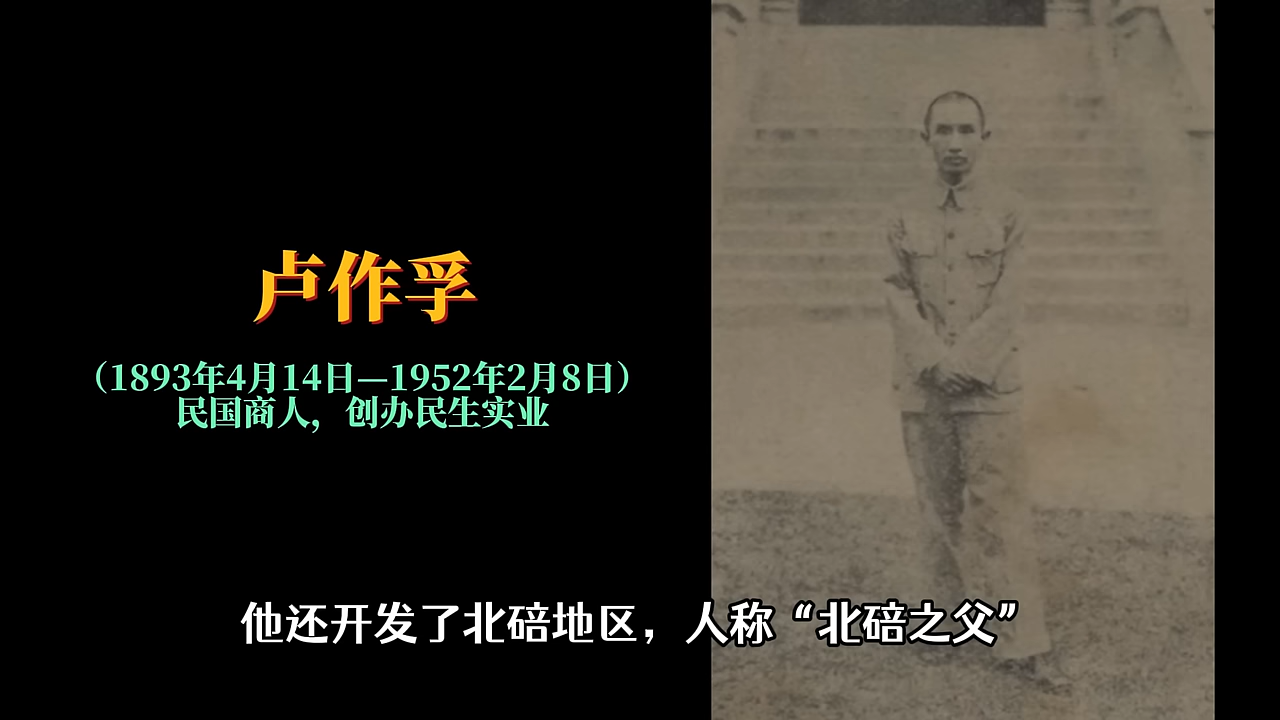 卢作孚
（1893年4月14日—1952年2月8日）
民国商人，创办民生实业
他还开发了北碚地区，人称“北碚之父”